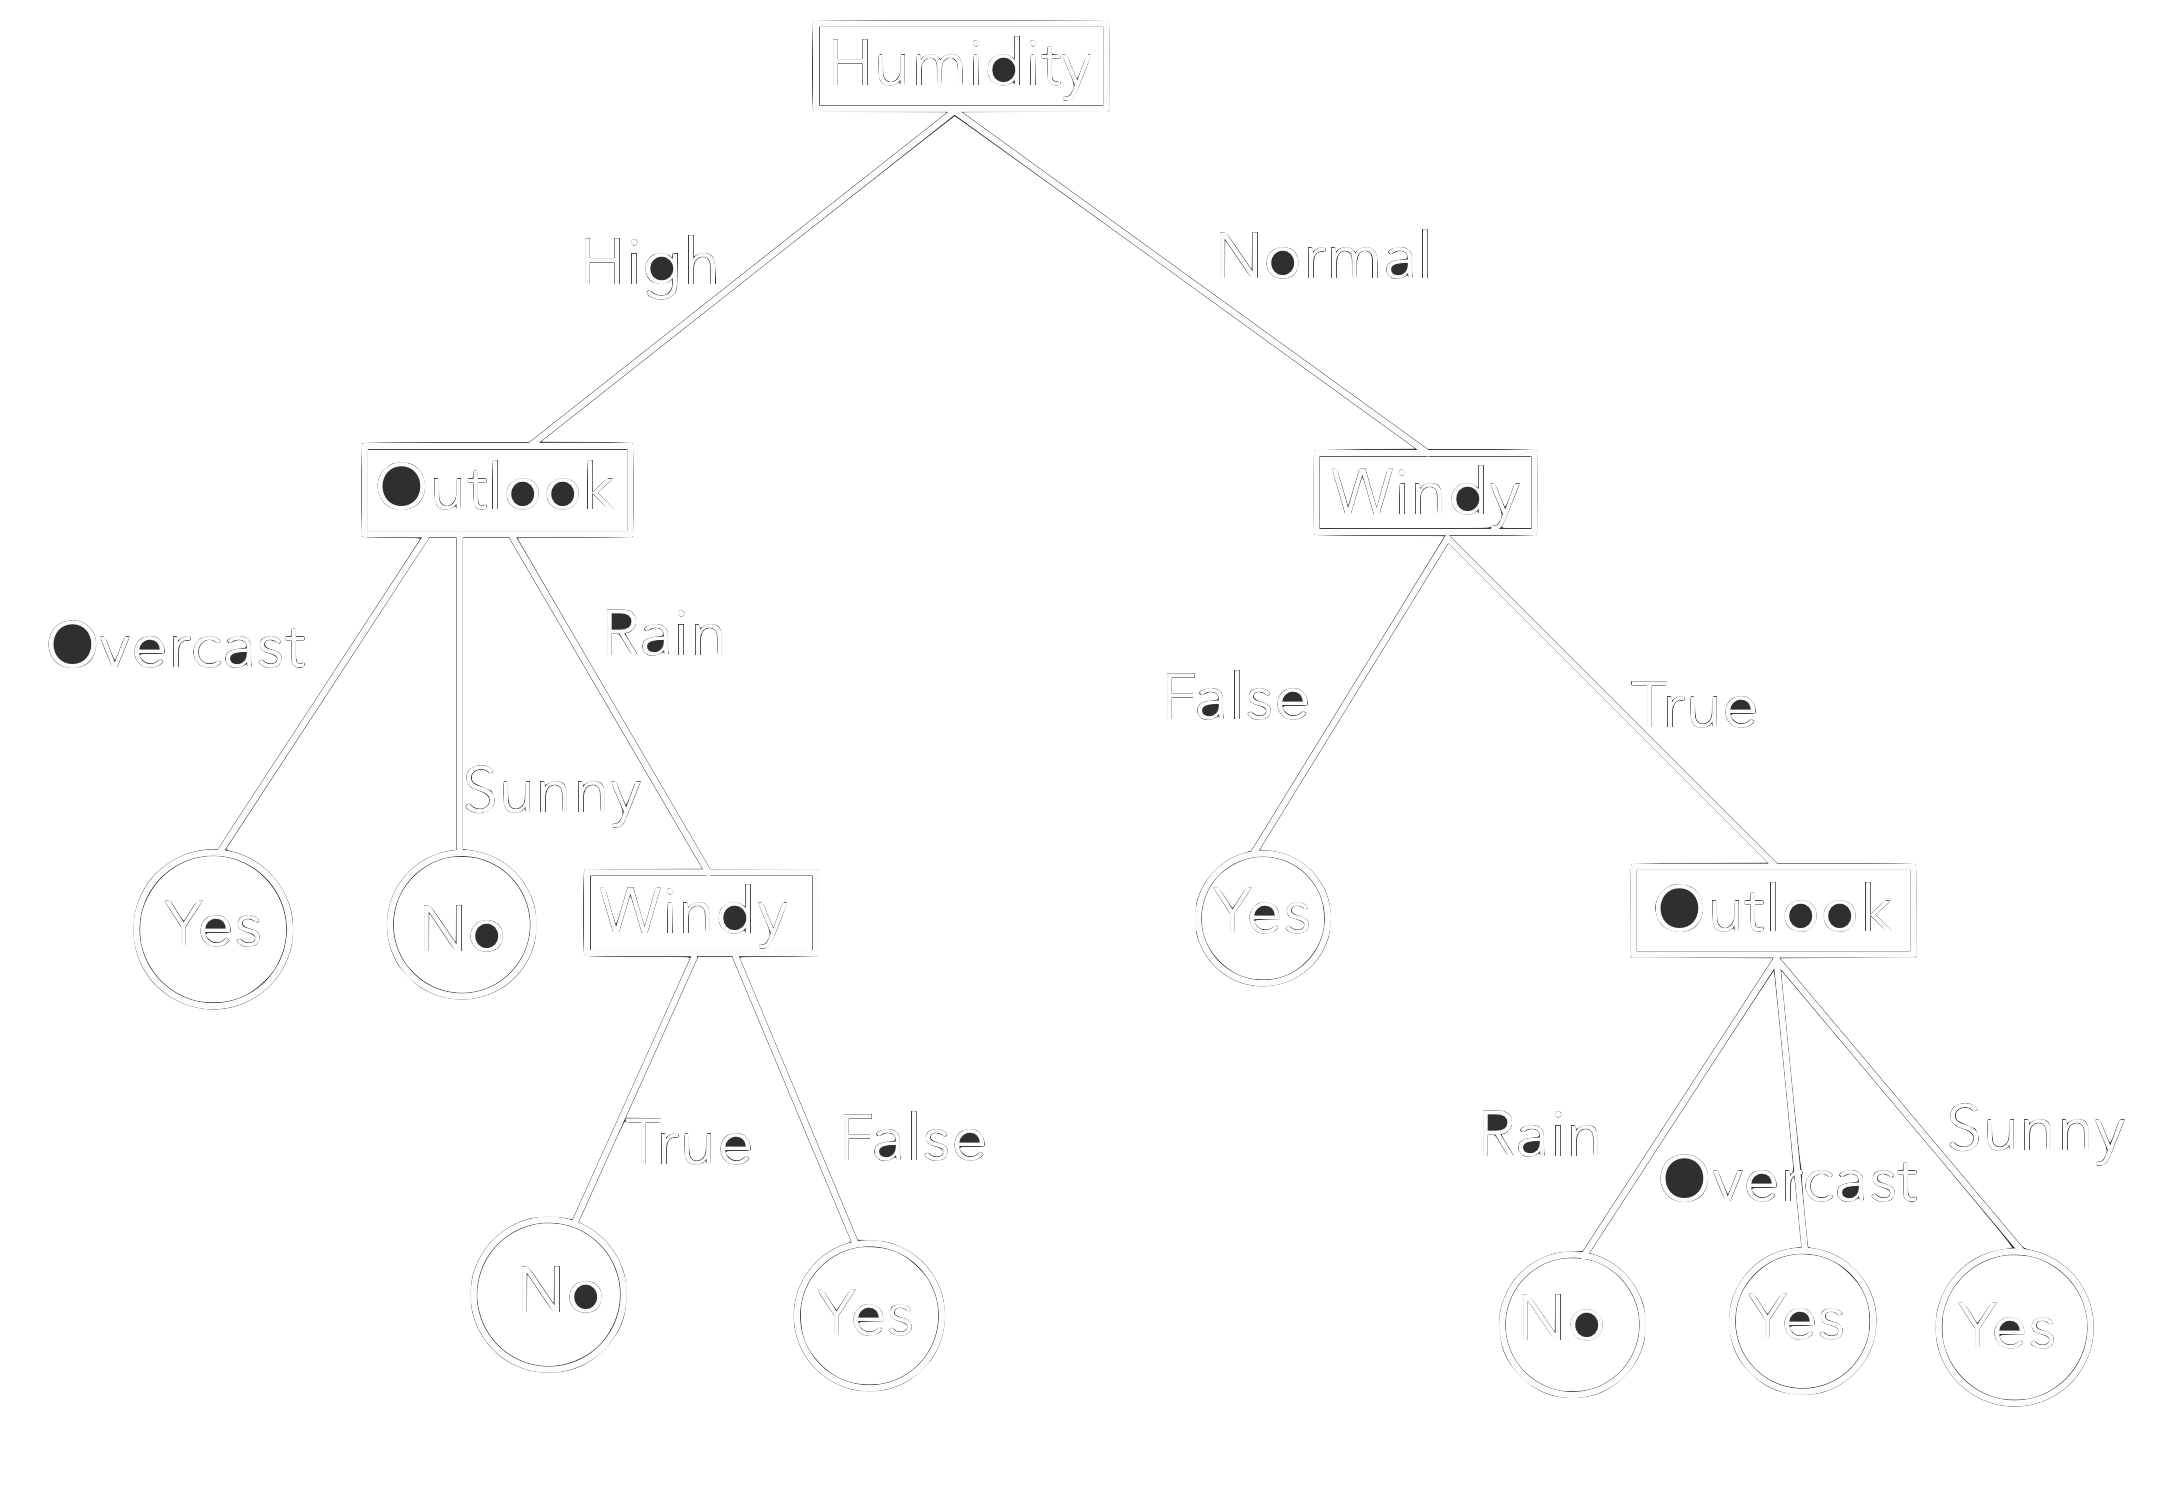 Humidity
High
Normal
Outlook
Windy
Overcast
Rain
False
True
Sunny
Yes
No
Windy
Yes
Outlook
True
False
Rain
Overcast
Sunny
No
Yes
No
Yes
Yes